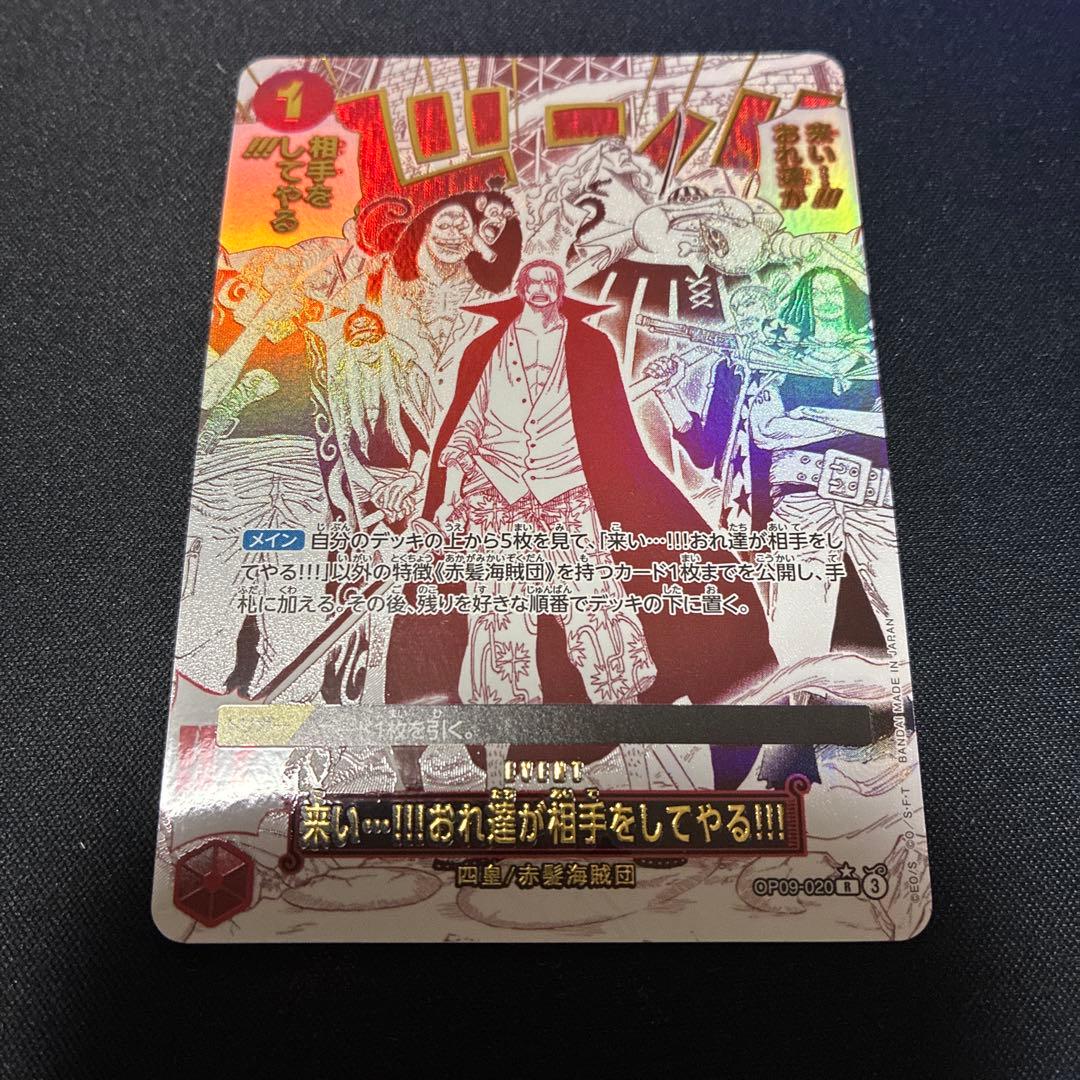 1
来い…!!!
おれ達が
相手を
してやる
!!!
ドンッ
メイン 自分のデッキの上から5枚を見て、「来い…!!!おれ達が相手をし
てやる!!!」以外の特徴《赤髪海賊団》を持つカード1枚までを公開し、手
札に加える。その後、残りを好きな順番でデッキの下に置く。
ド1枚を引く。
EVENT
来い…!!!おれ達が相手をしてやる!!!
四皇/赤髪海賊団
OP09-020 R 3
©EO/S ©O S・F・T BANDAI MADE IN JAPAN